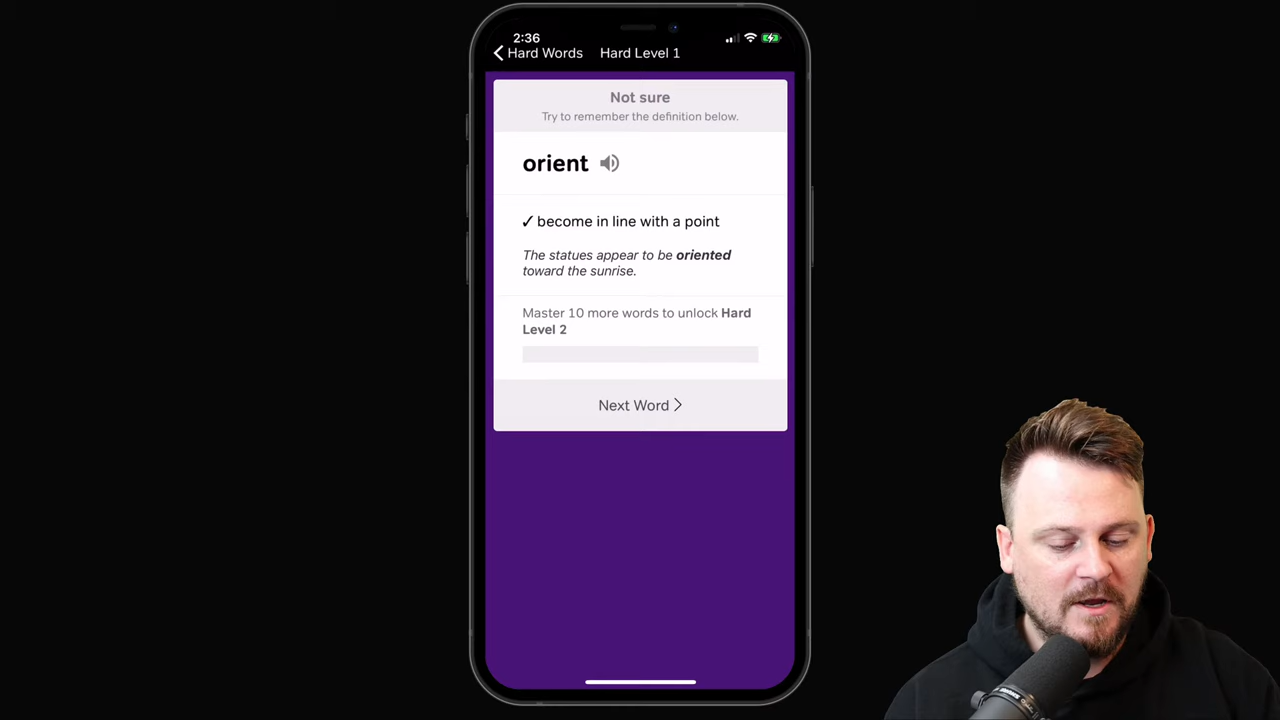 2:36
Hard Words
Hard Level 1
Not sure
Try to remember the definition below.
orient
✓ become in line with a point
The statues appear to be oriented
toward the sunrise.
Master 10 more words to unlock Hard
Level 2
Next Word